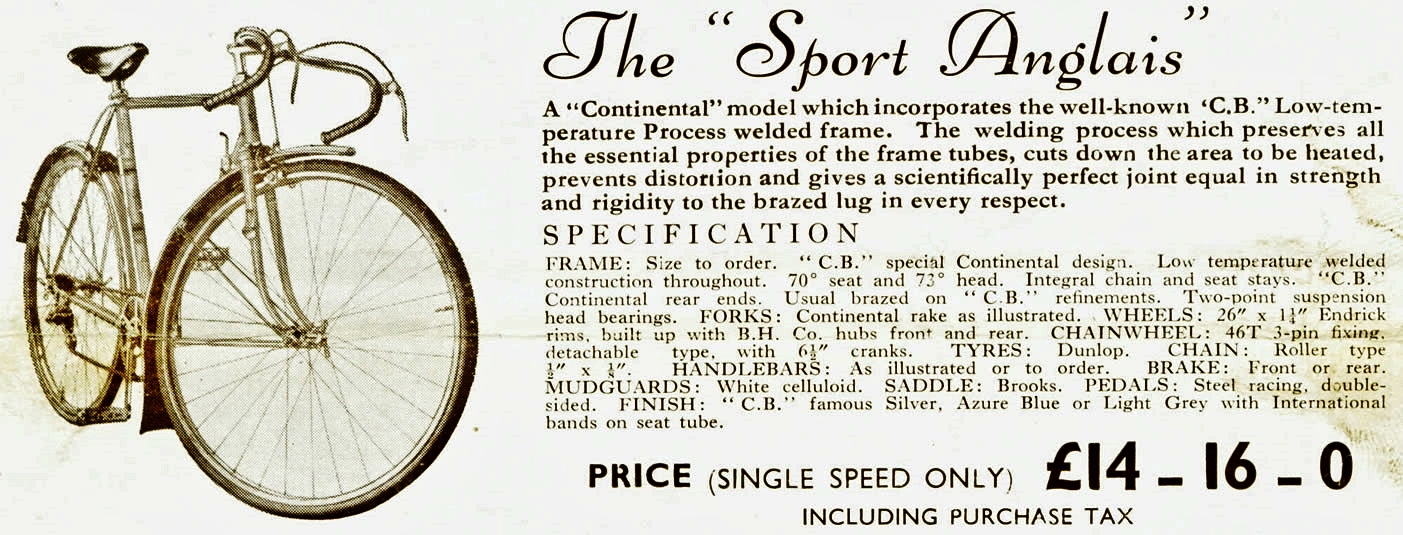 The “Sport Anglais”
A “Continental” model which incorporates the well-known ‘C.B.” Low-tem-
perature Process welded frame. The welding process which preserves all
the essential properties of the frame tubes, cuts down the area to be heated,
prevents distortion and gives a scientifically perfect joint equal in strength
and rigidity to the brazed lug in every respect.
SPECIFICATION
FRAME: Size to order. “C.B.” special Continental design. Low temperature welded
construction throughout. 70° seat and 73° head. Integral chain and seat stays. “C.B.”
Continental rear ends. Usual brazed on “C.B.” refinements. Two-point suspension
head bearings. FORKS: Continental rake as illustrated. WHEELS: 26″ x 1¼″ Endrick
rims, built up with B.H. Co. hubs front and rear. CHAINWHEEL: 46T 3-pin fixing,
detachable type, with 6½″ cranks. TYRES: Dunlop. CHAIN: Roller type
½″ x ⅛″. HANDLEBARS: As illustrated or to order. BRAKE: Front or rear.
MUDGUARDS: White celluloid. SADDLE: Brooks. PEDALS: Steel racing, double-
sided. FINISH: “C.B.” famous Silver, Azure Blue or Light Grey with International
bands on seat tube.
PRICE (SINGLE SPEED ONLY) £14 - 16 - 0
INCLUDING PURCHASE TAX